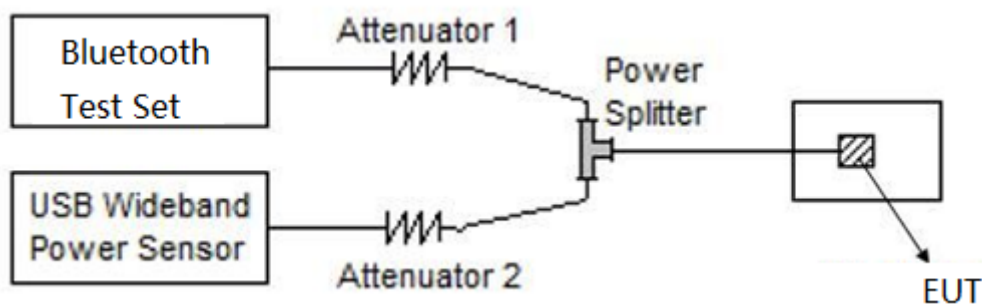 Bluetooth
Test Set
Attenuator 1
Power
Splitter
USB Wideband
Power Sensor
Attenuator 2
EUT